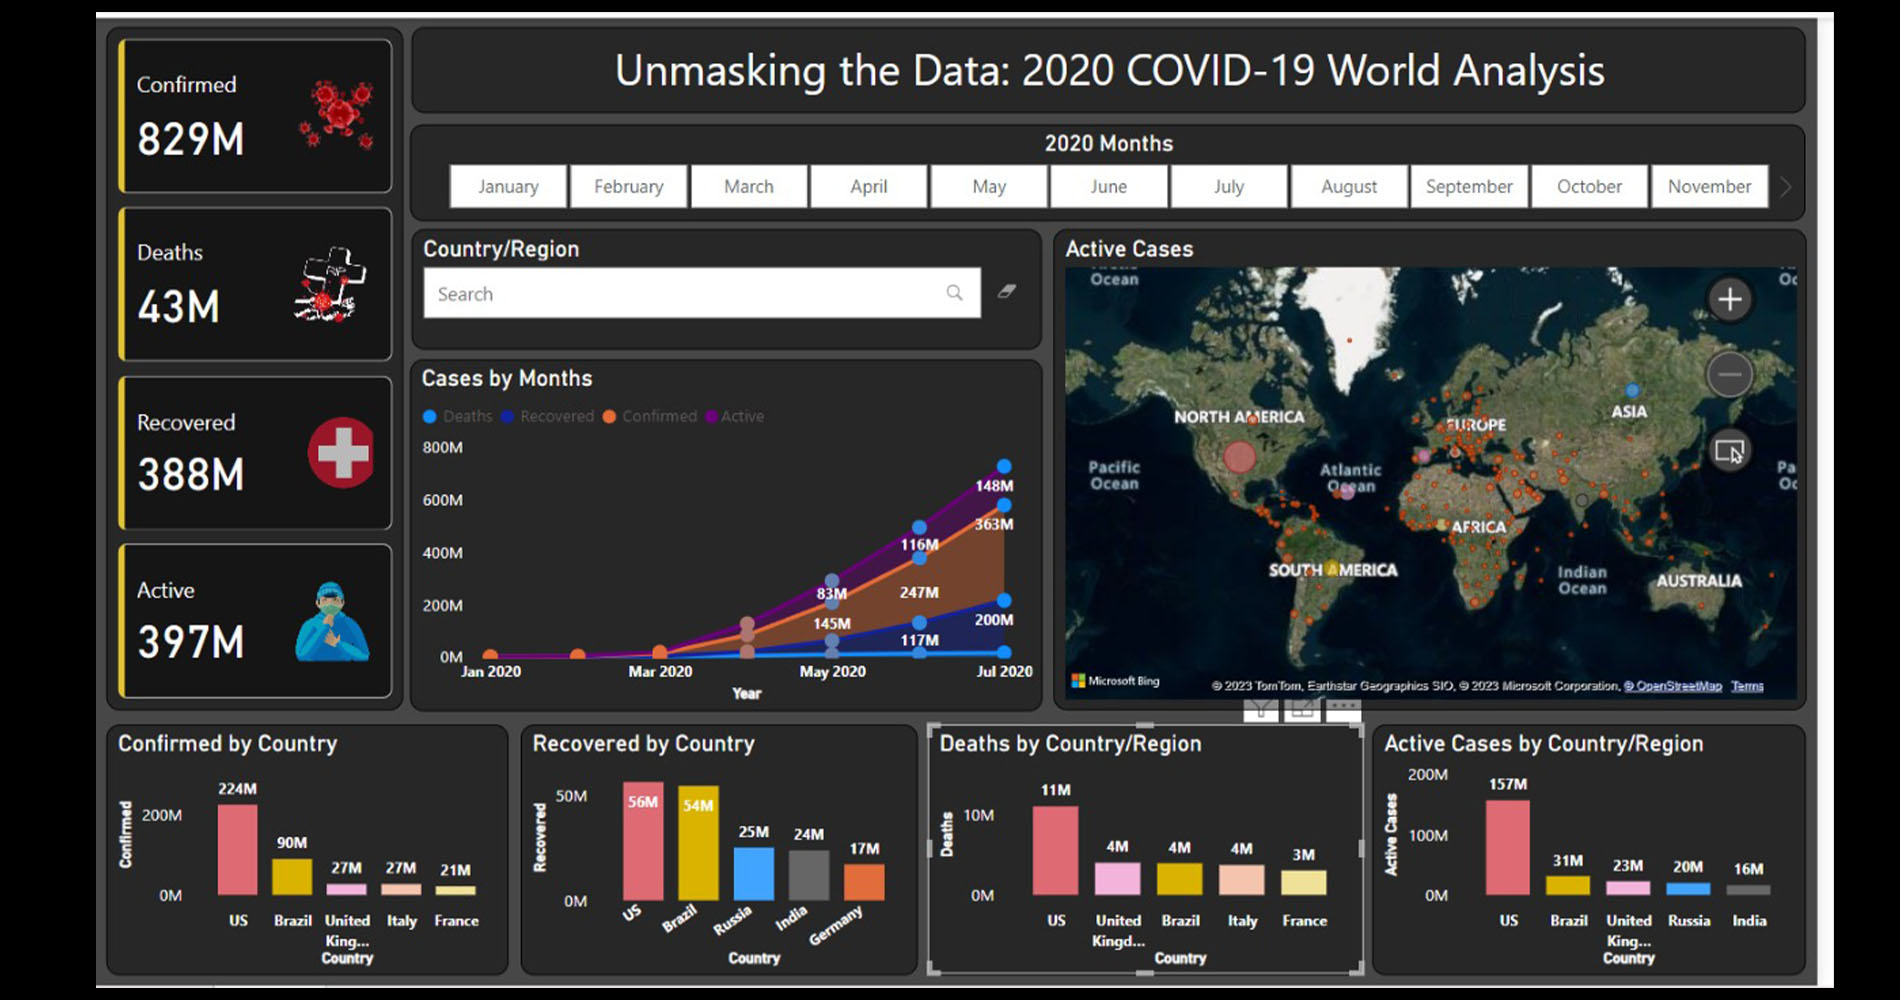 Unmasking the Data: 2020 COVID-19 World Analysis
Confirmed
829M
Deaths
43M
Recovered
388M
Active
397M
2020 Months
January February March April May June July August September October November
Country/Region
Search
Cases by Months
Deaths Recovered Confirmed Active
800M
600M
400M
200M
0M
148M
363M
116M
247M
200M
83M
145M
117M
Jan 2020 Mar 2020 May 2020 Jul 2020
Year
Active Cases
Ocean
NORTH AMERICA
EUROPE
ASIA
Pacific
Ocean
Atlantic
Ocean
Pa
AFRICA
SOUTH AMERICA
Indian
Ocean
AUSTRALIA
Microsoft Bing
© 2023 TomTom, Earthstar Geographics SIO, © 2023 Microsoft Corporation, © OpenStreetMap Terms
Confirmed by Country
Confirmed
200M
0M
224M
90M
27M
27M
21M
US Brazil United King... Italy France
Country
Recovered by Country
Recovered
50M
0M
56M
54M
25M
24M
17M
US Brazil Russia India Germany
Country
Deaths by Country/Region
Deaths
10M
0M
11M
4M
4M
4M
3M
US United Kingd... Brazil Italy France
Country
Active Cases by Country/Region
Active Cases
200M
100M
0M
157M
31M
23M
20M
16M
US Brazil United King... Russia India
Country